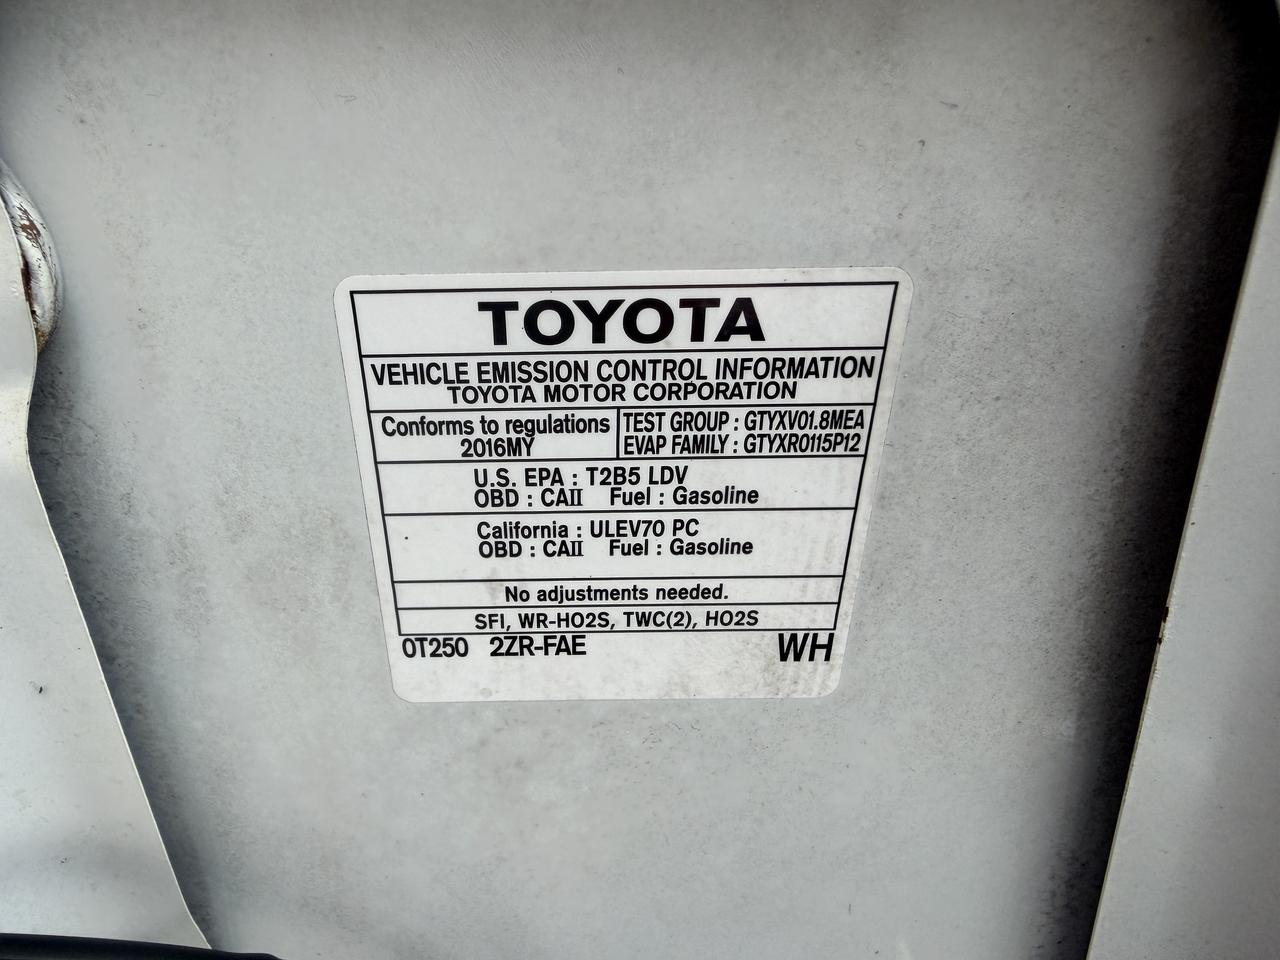 TOYOTA
VEHICLE EMISSION CONTROL INFORMATION
TOYOTA MOTOR CORPORATION
Conforms to regulations
2016MY
TEST GROUP : GTYXV01.8MEA
EVAP FAMILY : GTYXR0115P12
U.S. EPA : T2B5 LDV
OBD : CAII Fuel : Gasoline
California : ULEV70 PC
OBD : CAII Fuel : Gasoline
No adjustments needed.
SFI, WR-HO2S, TWC(2), HO2S
0T250 2ZR-FAE WH